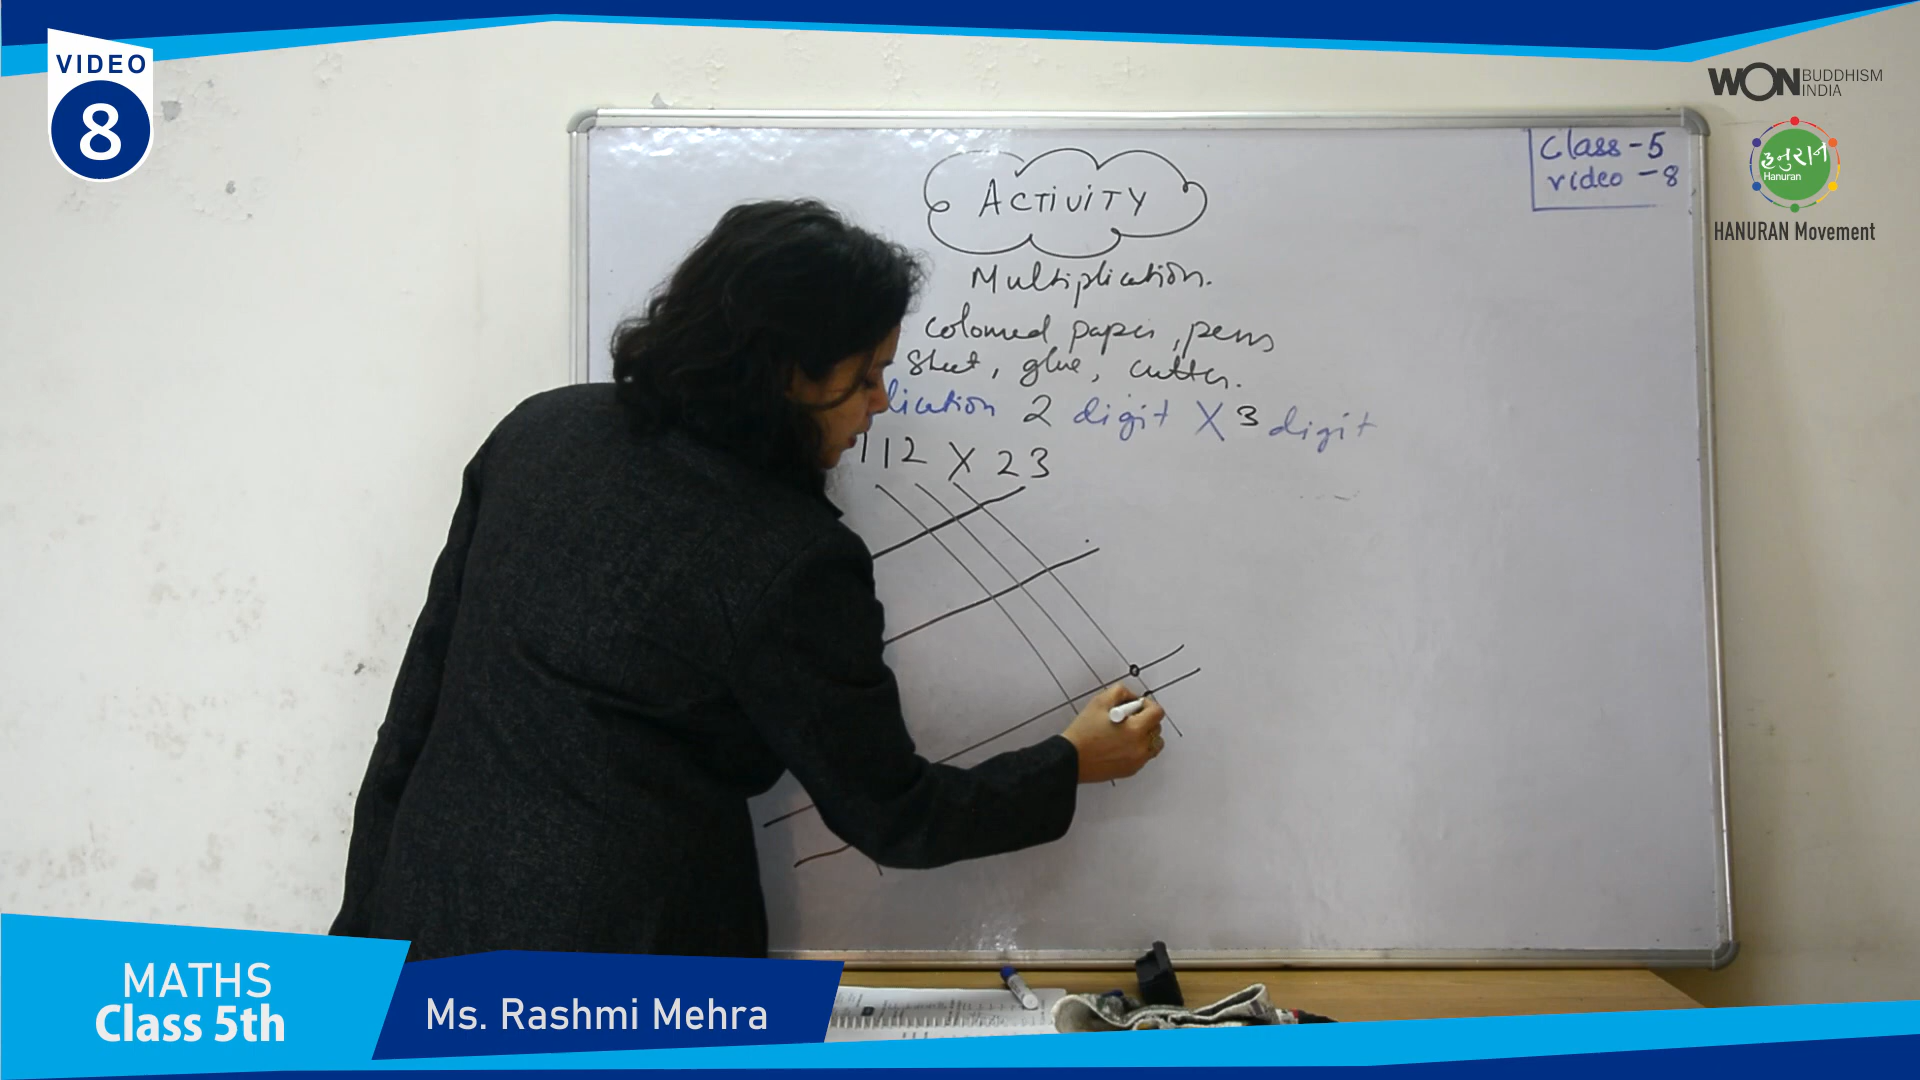 VIDEO
8
WON BUDDHISM INDIA
હનુરાન
Hanuran
HANURAN Movement
Class - 5
video - 8
ACTIVITY
Multiplication.
coloured paper, pens
sheet, glue, cutter.
lication 2 digit X 3 digit
112 X 23
MATHS
Class 5th
Ms. Rashmi Mehra